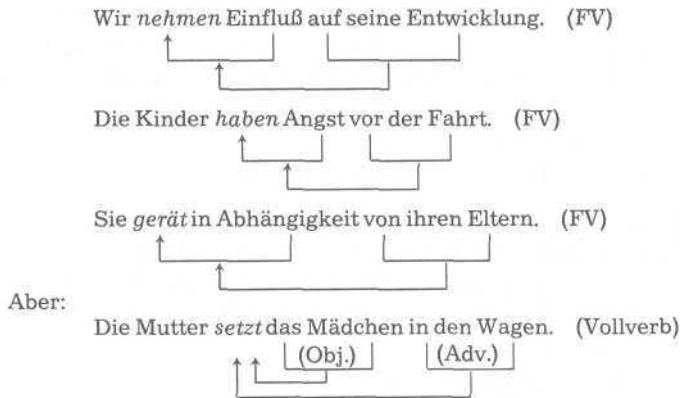 Wir nehmen Einfluß auf seine Entwicklung. (FV)
Die Kinder haben Angst vor der Fahrt. (FV)
Sie gerät in Abhängigkeit von ihren Eltern. (FV)
Aber:
Die Mutter setzt das Mädchen in den Wagen. (Vollverb)
(Obj.) (Adv.)